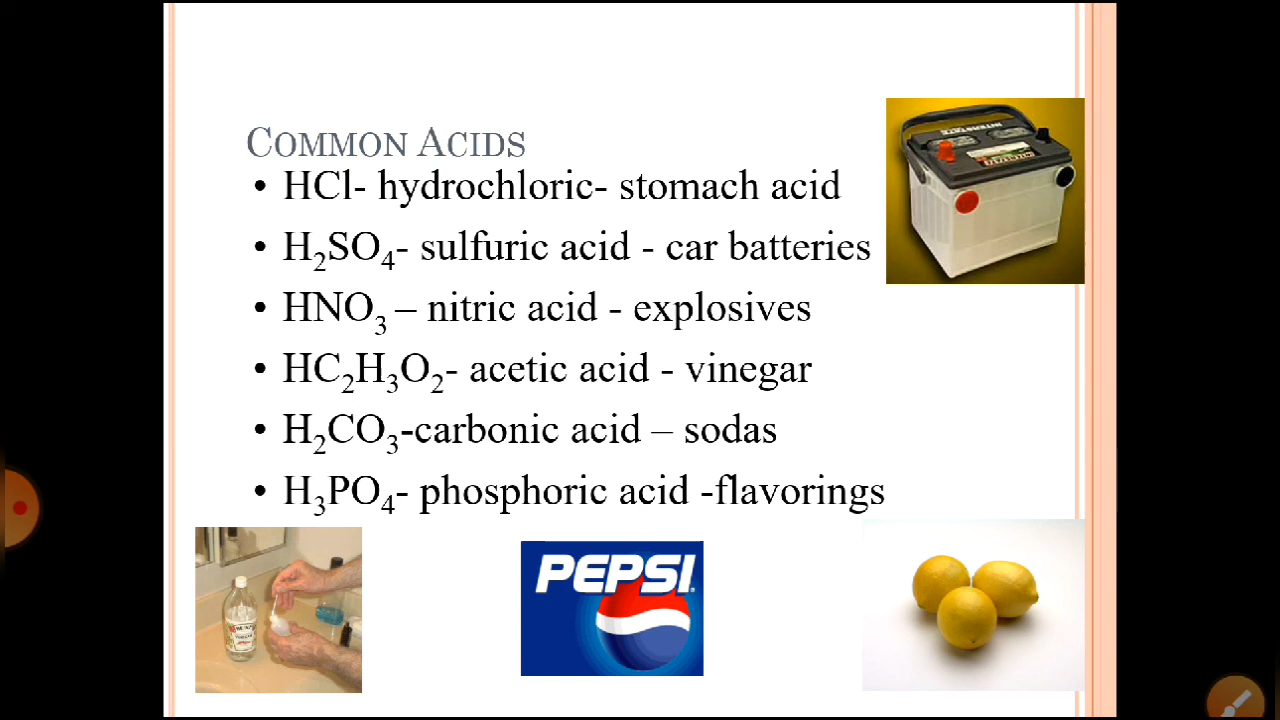 COMMON ACIDS
• HCl- hydrochloric- stomach acid
• H₂SO₄- sulfuric acid - car batteries
• HNO₃ – nitric acid - explosives
• HC₂H₃O₂- acetic acid - vinegar
• H₂CO₃-carbonic acid – sodas
• H₃PO₄- phosphoric acid -flavorings
INTERSTATE
PEPSI